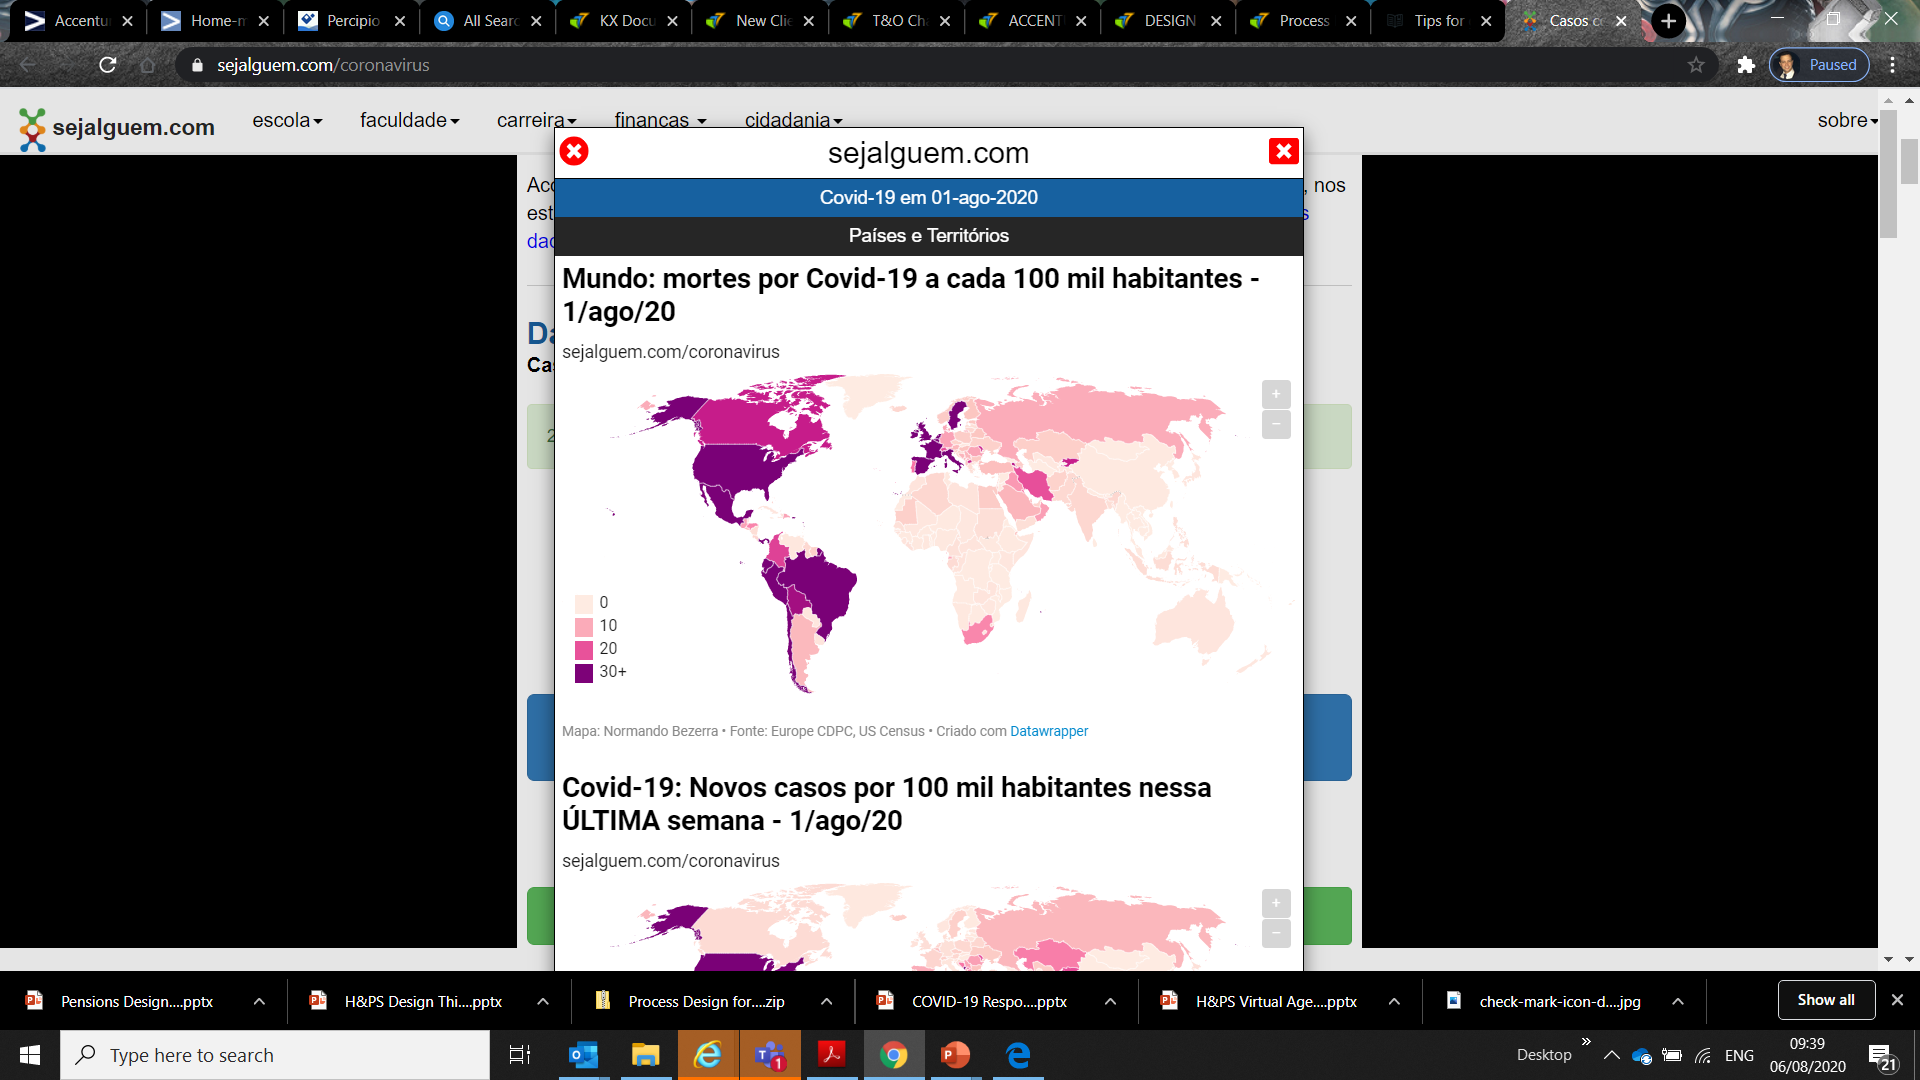 Accentu
Home-m
Percipio
All Searc
KX Docu
New Clie
T&O Ch
ACCENT
DESIGN
Process
Tips for
Casos c
sejalguem.com/coronavirus
Paused
sejalguem.com
escola
faculdade
carreira
finanças
cidadania
sobre
sejalguem.com
Covid-19 em 01-ago-2020
Países e Territórios
, nos
est
s
Mundo: mortes por Covid-19 a cada 100 mil habitantes -
1/ago/20
sejalguem.com/coronavirus
+
−
0
10
20
30+
Mapa: Normando Bezerra • Fonte: Europe CDPC, US Census • Criado com Datawrapper
Covid-19: Novos casos por 100 mil habitantes nessa
ÚLTIMA semana - 1/ago/20
sejalguem.com/coronavirus
+
−
Pensions Design....pptx
H&PS Design Thi....pptx
Process Design for....zip
COVID-19 Respo....pptx
H&PS Virtual Age....pptx
check-mark-icon-d....jpg
Show all
Type here to search
1
Desktop
ENG
09:39
06/08/2020
21